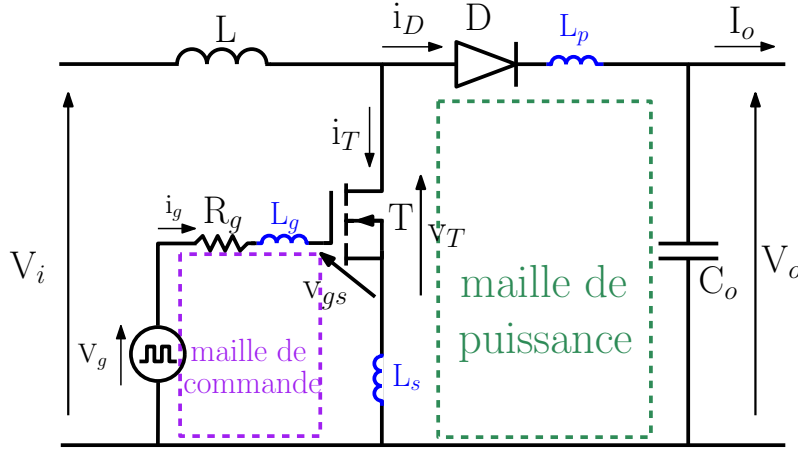 L
i_D
D
L_p
I_o
i_T
i_g
R_g
L_g
T
v_T
V_i
v_gs
maille de
puissance
C_o
V_o
v_g
maille de
commande
L_s